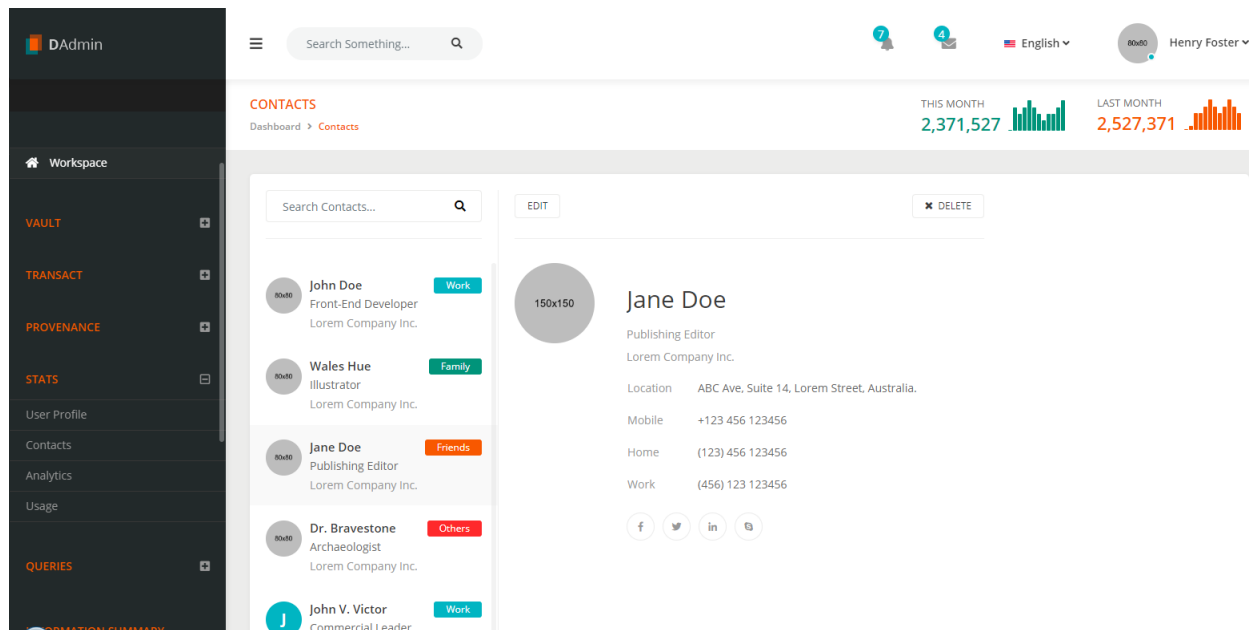 DAdmin
Search Something...
7
4
English
80x80
Henry Foster
CONTACTS
Dashboard > Contacts
THIS MONTH
2,371,527
LAST MONTH
2,527,371
Workspace
VAULT
TRANSACT
PROVENANCE
STATS
User Profile
Contacts
Analytics
Usage
QUERIES
INFORMATION SUMMARY
Search Contacts...
80x80
John Doe
Work
Front-End Developer
Lorem Company Inc.
80x80
Wales Hue
Family
Illustrator
Lorem Company Inc.
80x80
Jane Doe
Friends
Publishing Editor
Lorem Company Inc.
80x80
Dr. Bravestone
Others
Archaeologist
Lorem Company Inc.
J
John V. Victor
Work
Commercial Leader
EDIT
DELETE
150x150
Jane Doe
Publishing Editor
Lorem Company Inc.
Location ABC Ave, Suite 14, Lorem Street, Australia.
Mobile +123 456 123456
Home (123) 456 123456
Work (456) 123 123456